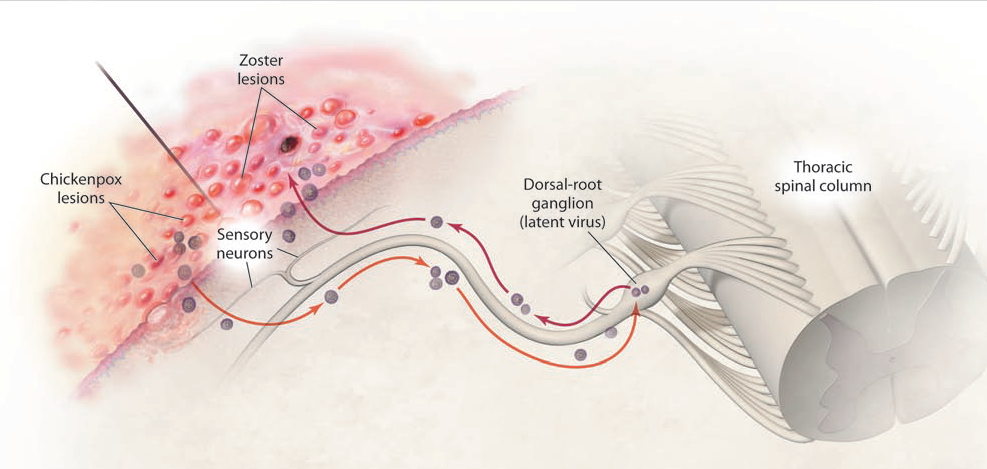 Zoster
lesions
Chickenpox
lesions
Sensory
neurons
Dorsal-root
ganglion
(latent virus)
Thoracic
spinal column